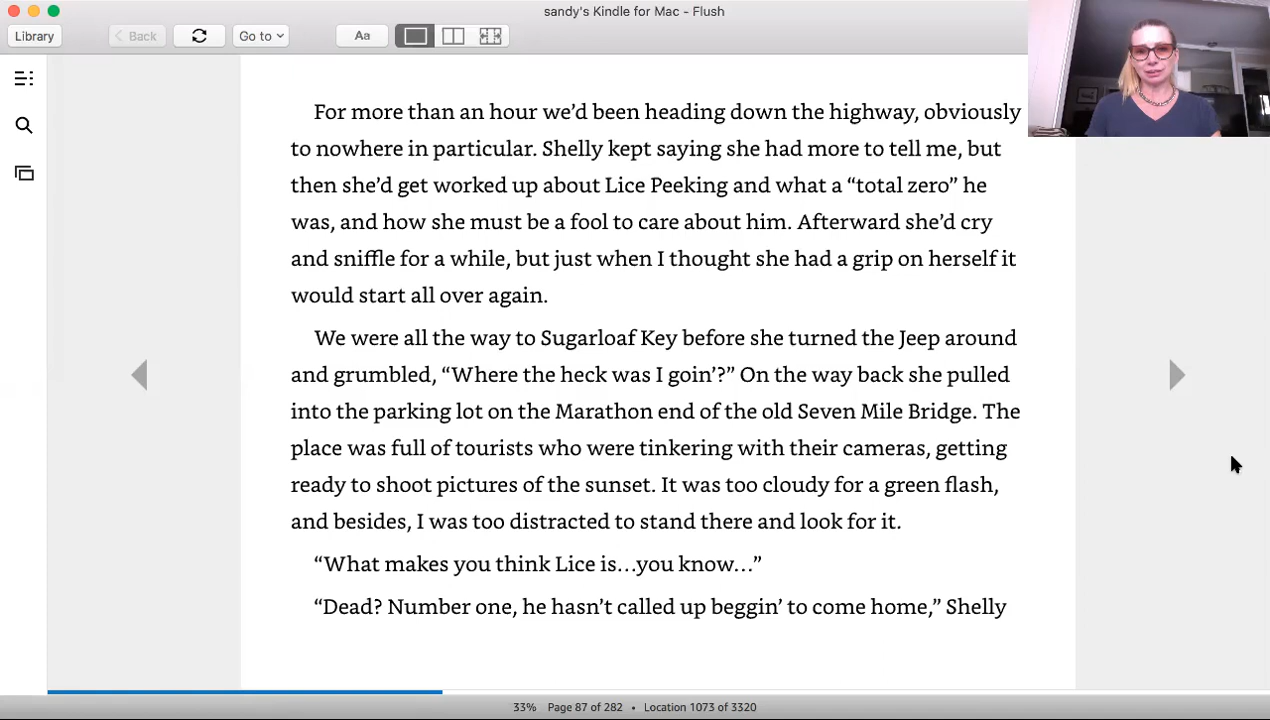 sandy's Kindle for Mac - Flush
Library
Back
Go to
Aa
For more than an hour we’d been heading down the highway, obviously
to nowhere in particular. Shelly kept saying she had more to tell me, but
then she’d get worked up about Lice Peeking and what a “total zero” he
was, and how she must be a fool to care about him. Afterward she’d cry
and sniffle for a while, but just when I thought she had a grip on herself it
would start all over again.
We were all the way to Sugarloaf Key before she turned the Jeep around
and grumbled, “Where the heck was I goin’?” On the way back she pulled
into the parking lot on the Marathon end of the old Seven Mile Bridge. The
place was full of tourists who were tinkering with their cameras, getting
ready to shoot pictures of the sunset. It was too cloudy for a green flash,
and besides, I was too distracted to stand there and look for it.
“What makes you think Lice is…you know…”
“Dead? Number one, he hasn’t called up beggin’ to come home,” Shelly
33% Page 87 of 282 • Location 1073 of 3320